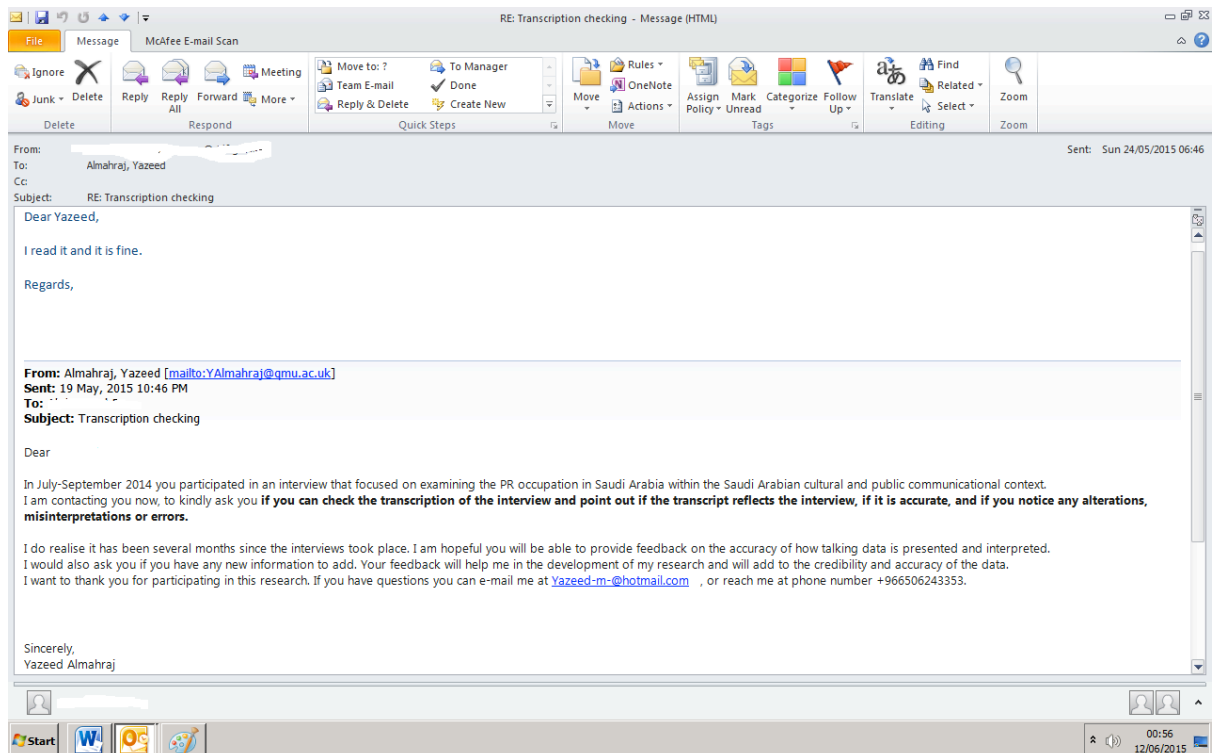 RE: Transcription checking - Message (HTML)
File Message McAfee E-mail Scan
Ignore
Junk
Delete
Reply
Reply All
Forward
Meeting
More
Move to: ?
Team E-mail
Reply & Delete
To Manager
Done
Create New
Move
Rules
OneNote
Actions
Assign Policy
Mark Unread
Categorize
Follow Up
Translate
Find
Related
Select
Zoom
Delete Respond Quick Steps Move Tags Editing Zoom
From:
Sent: Sun 24/05/2015 06:46
To: Almahraj, Yazeed
Cc:
Subject: RE: Transcription checking
Dear Yazeed,
I read it and it is fine.
Regards,
From: Almahraj, Yazeed [mailto:YAlmahraj@qmu.ac.uk]
Sent: 19 May, 2015 10:46 PM
To:
Subject: Transcription checking
Dear
In July-September 2014 you participated in an interview that focused on examining the PR occupation in Saudi Arabia within the Saudi Arabian cultural and public communicational context.
I am contacting you now, to kindly ask you if you can check the transcription of the interview and point out if the transcript reflects the interview, if it is accurate, and if you notice any alterations,
misinterpretations or errors.
I do realise it has been several months since the interviews took place. I am hopeful you will be able to provide feedback on the accuracy of how talking data is presented and interpreted.
I would also ask you if you have any new information to add. Your feedback will help me in the development of my research and will add to the credibility and accuracy of the data.
I want to thank you for participating in this research. If you have questions you can e-mail me at Yazeed-m-@hotmail.com , or reach me at phone number +966506243353.
Sincerely,
Yazeed Almahraj
Start
00:56
12/06/2015